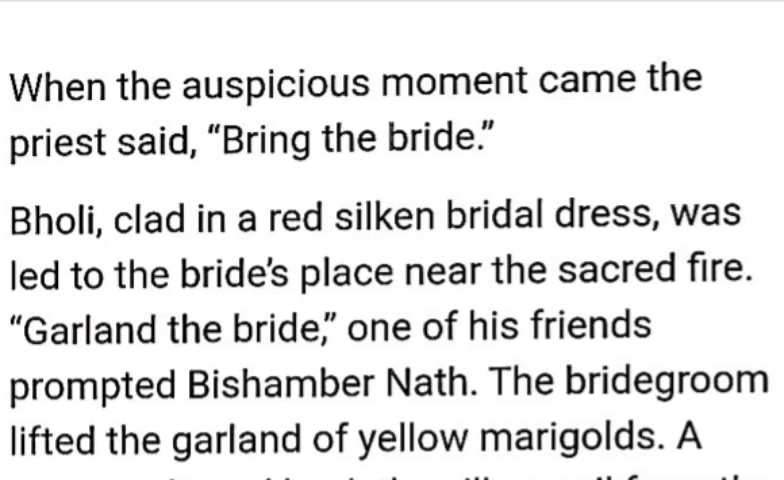 When the auspicious moment came the
priest said, “Bring the bride.”
Bholi, clad in a red silken bridal dress, was
led to the bride’s place near the sacred fire.
“Garland the bride,” one of his friends
prompted Bishamber Nath. The bridegroom
lifted the garland of yellow marigolds. A